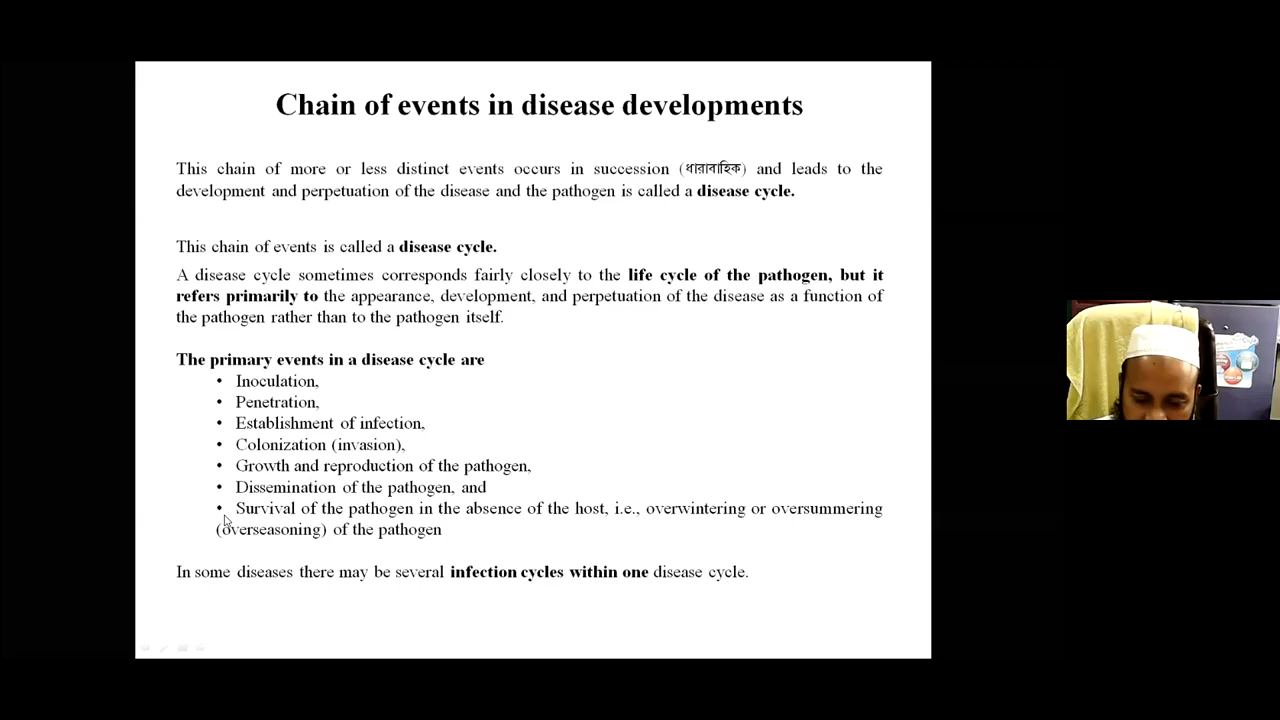 Chain of events in disease developments
This chain of more or less distinct events occurs in succession (ধারাবাহিক) and leads to the
development and perpetuation of the disease and the pathogen is called a disease cycle.
This chain of events is called a disease cycle.
A disease cycle sometimes corresponds fairly closely to the life cycle of the pathogen, but it
refers primarily to the appearance, development, and perpetuation of the disease as a function of
the pathogen rather than to the pathogen itself.
The primary events in a disease cycle are
• Inoculation,
• Penetration,
• Establishment of infection,
• Colonization (invasion),
• Growth and reproduction of the pathogen,
• Dissemination of the pathogen, and
• Survival of the pathogen in the absence of the host, i.e., overwintering or oversummering
(overseasoning) of the pathogen
In some diseases there may be several infection cycles within one disease cycle.